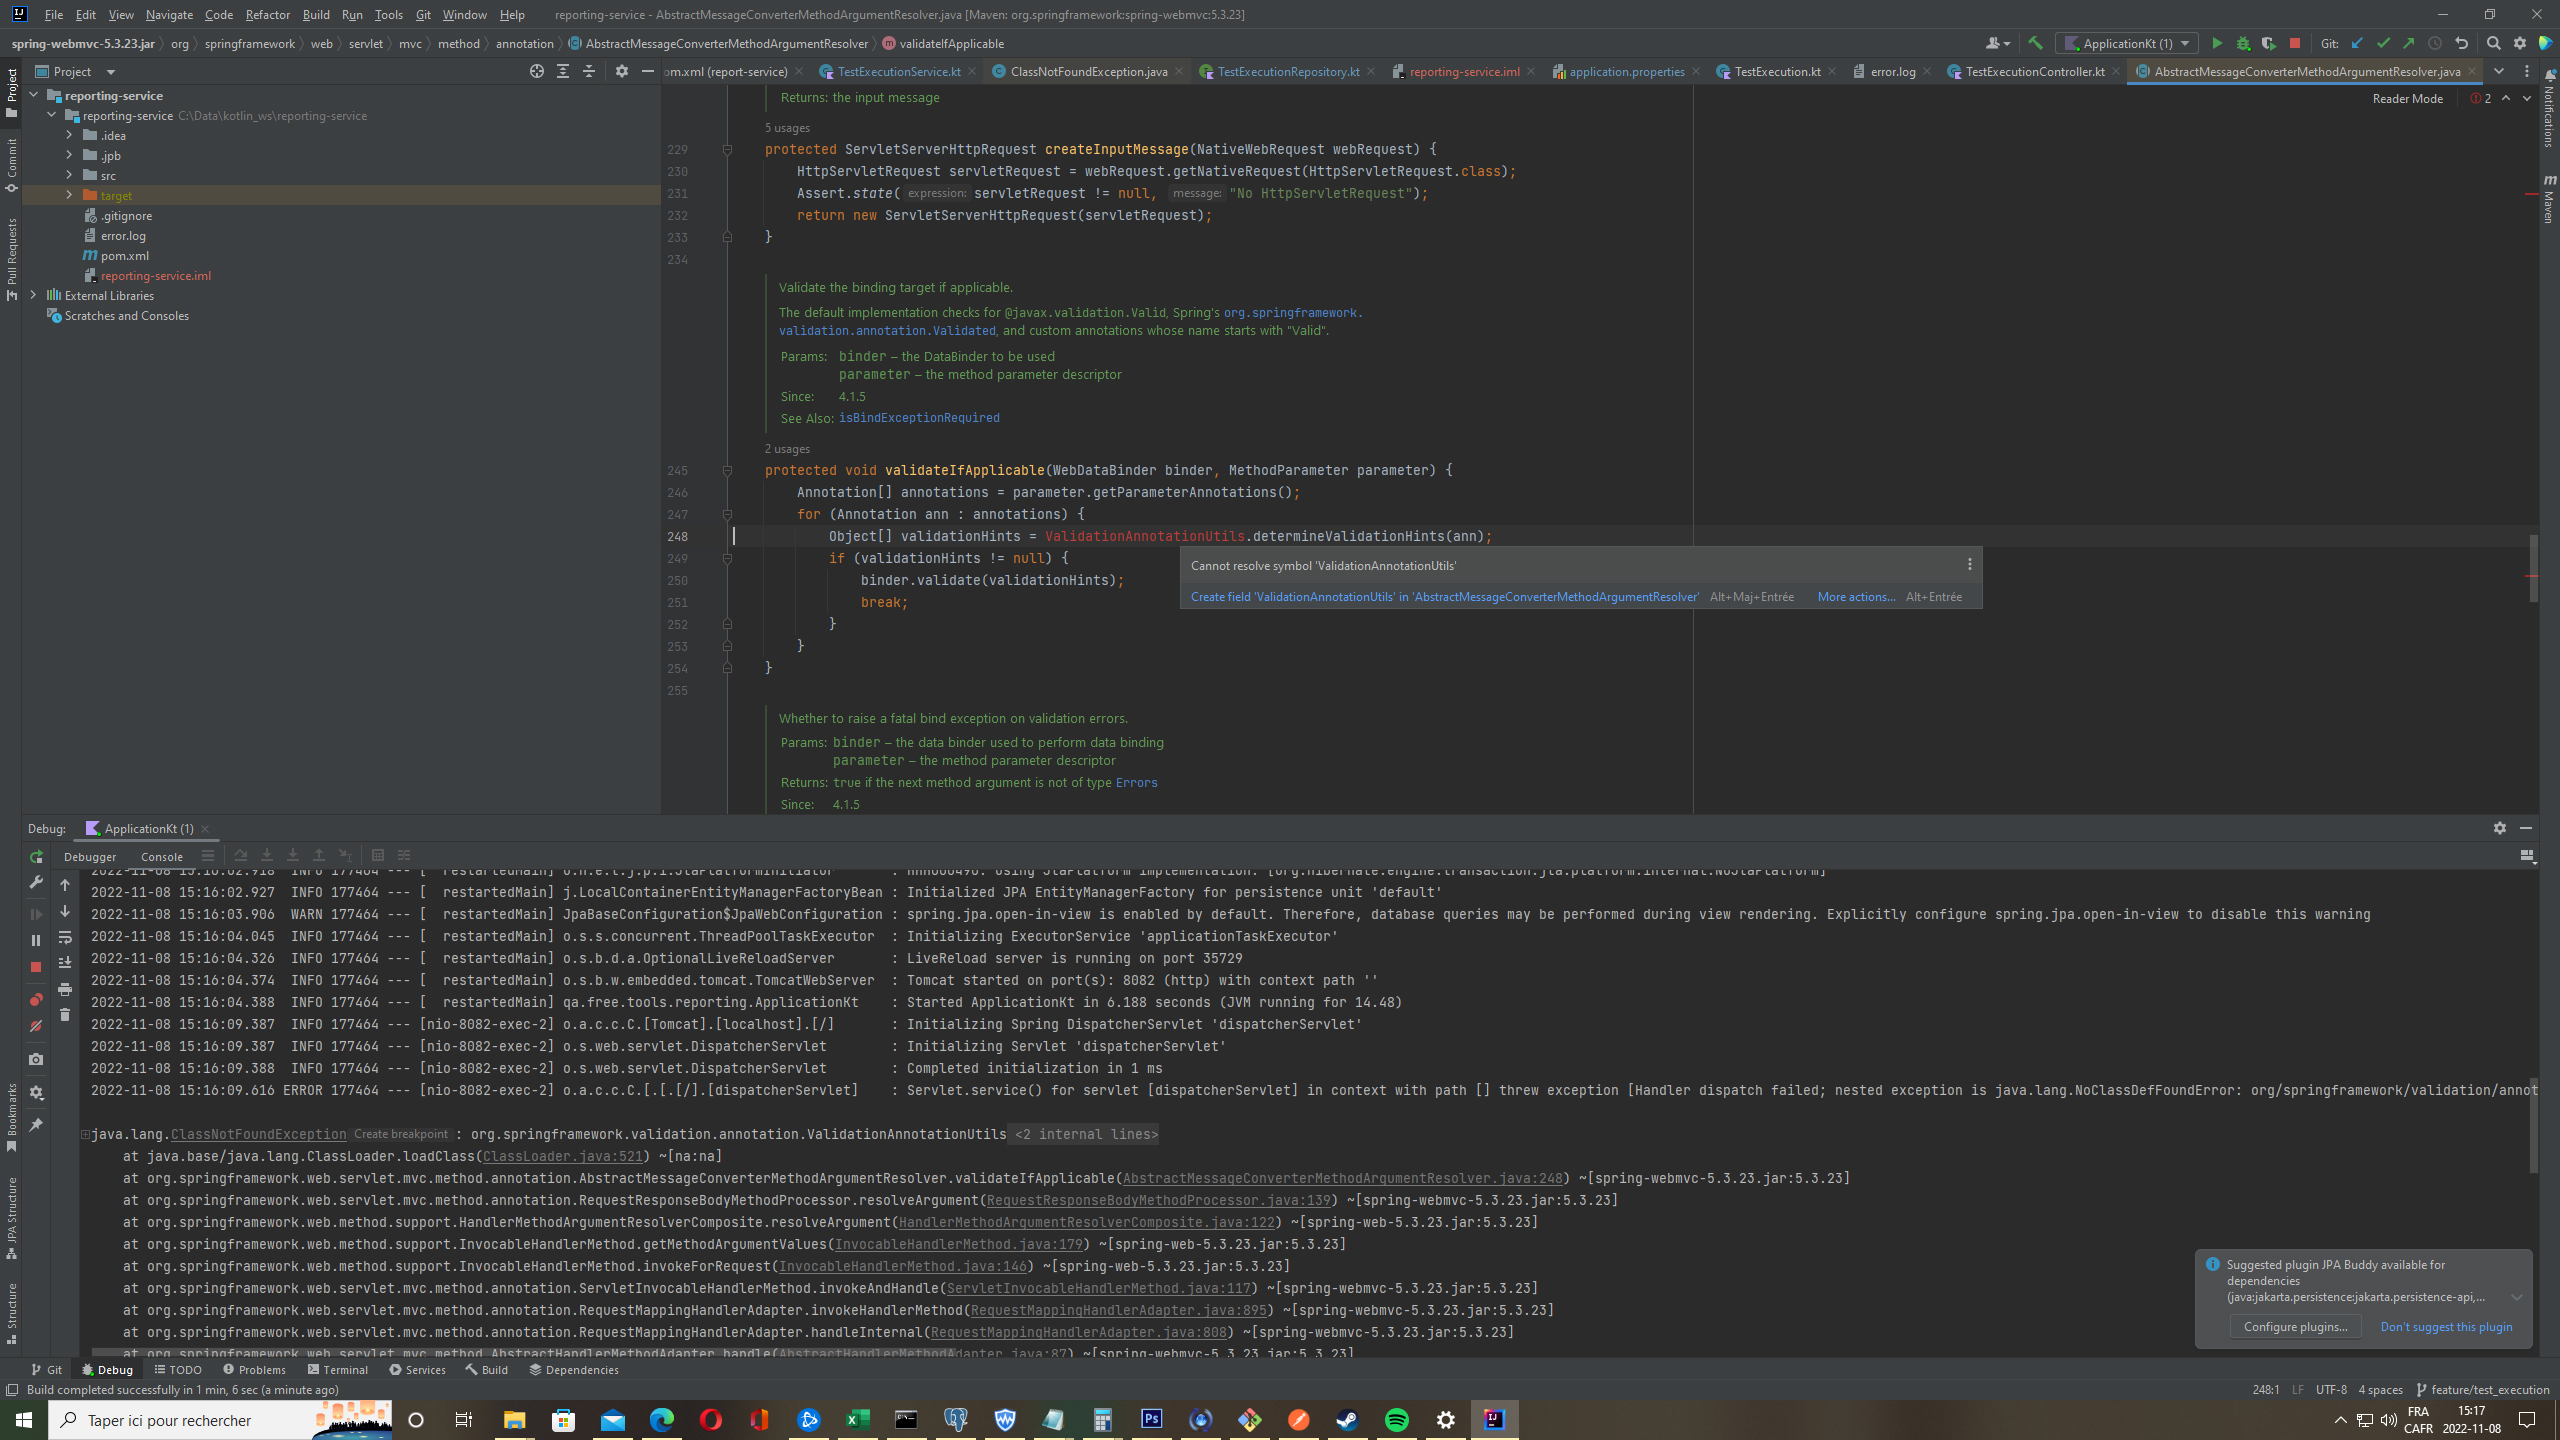 File Edit View Navigate Code Refactor Build Run Tools Git Window Help reporting-service - AbstractMessageConverterMethodArgumentResolver.java [Maven: org.springframework:spring-webmvc:5.3.23]
spring-webmvc-5.3.23.jar org springframework web servlet mvc method annotation AbstractMessageConverterMethodArgumentResolver validateIfApplicable ApplicationKt (1) Git:
Project om.xml (report-service) TestExecutionService.kt ClassNotFoundException.java TestExecutionRepository.kt reporting-service.iml application.properties TestExecution.kt error.log TestExecutionController.kt AbstractMessageConverterMethodArgumentResolver.java
Project
Commit
Pull Requests
Bookmarks
JPA Structure
Structure
Notifications
Maven
reporting-service
reporting-service C:\Data\kotlin_ws\reporting-service
.idea
.jpb
src
target
.gitignore
error.log
pom.xml
reporting-service.iml
External Libraries
Scratches and Consoles
Reader Mode 2
Returns: the input message
5 usages
229 protected ServletServerHttpRequest createInputMessage(NativeWebRequest webRequest) {
230 HttpServletRequest servletRequest = webRequest.getNativeRequest(HttpServletRequest.class);
231 Assert.state( expression: servletRequest != null, message: "No HttpServletRequest");
232 return new ServletServerHttpRequest(servletRequest);
233 }
234
Validate the binding target if applicable.
The default implementation checks for @javax.validation.Valid, Spring's org.springframework.
validation.annotation.Validated, and custom annotations whose name starts with "Valid".
Params: binder – the DataBinder to be used
parameter – the method parameter descriptor
Since: 4.1.5
See Also: isBindExceptionRequired
2 usages
245 protected void validateIfApplicable(WebDataBinder binder, MethodParameter parameter) {
246 Annotation[] annotations = parameter.getParameterAnnotations();
247 for (Annotation ann : annotations) {
248 Object[] validationHints = ValidationAnnotationUtils.determineValidationHints(ann);
249 if (validationHints != null) {
250 binder.validate(validationHints);
251 break;
252 }
253 }
254 }
255
Cannot resolve symbol 'ValidationAnnotationUtils'
Create field 'ValidationAnnotationUtils' in 'AbstractMessageConverterMethodArgumentResolver' Alt+Maj+Entrée More actions... Alt+Entrée
Whether to raise a fatal bind exception on validation errors.
Params: binder – the data binder used to perform data binding
parameter – the method parameter descriptor
Returns: true if the next method argument is not of type Errors
Since: 4.1.5
Debug: ApplicationKt (1)
Debugger Console
2022-11-08 15:16:02.918 INFO 177464 --- [ restartedMain] o.h.e.t.j.p.i.JtaPlatformInitiator : HHH000490: Using JtaPlatform implementation: [org.hibernate.engine.transaction.jta.platform.internal.NoJtaPlatform]
2022-11-08 15:16:02.927 INFO 177464 --- [ restartedMain] j.LocalContainerEntityManagerFactoryBean : Initialized JPA EntityManagerFactory for persistence unit 'default'
2022-11-08 15:16:03.906 WARN 177464 --- [ restartedMain] JpaBaseConfiguration$JpaWebConfiguration : spring.jpa.open-in-view is enabled by default. Therefore, database queries may be performed during view rendering. Explicitly configure spring.jpa.open-in-view to disable this warning
2022-11-08 15:16:04.045 INFO 177464 --- [ restartedMain] o.s.s.concurrent.ThreadPoolTaskExecutor : Initializing ExecutorService 'applicationTaskExecutor'
2022-11-08 15:16:04.326 INFO 177464 --- [ restartedMain] o.s.b.d.a.OptionalLiveReloadServer : LiveReload server is running on port 35729
2022-11-08 15:16:04.374 INFO 177464 --- [ restartedMain] o.s.b.w.embedded.tomcat.TomcatWebServer : Tomcat started on port(s): 8082 (http) with context path ''
2022-11-08 15:16:04.388 INFO 177464 --- [ restartedMain] qa.free.tools.reporting.ApplicationKt : Started ApplicationKt in 6.188 seconds (JVM running for 14.48)
2022-11-08 15:16:09.387 INFO 177464 --- [nio-8082-exec-2] o.a.c.c.C.[Tomcat].[localhost].[/] : Initializing Spring DispatcherServlet 'dispatcherServlet'
2022-11-08 15:16:09.387 INFO 177464 --- [nio-8082-exec-2] o.s.web.servlet.DispatcherServlet : Initializing Servlet 'dispatcherServlet'
2022-11-08 15:16:09.388 INFO 177464 --- [nio-8082-exec-2] o.s.web.servlet.DispatcherServlet : Completed initialization in 1 ms
2022-11-08 15:16:09.616 ERROR 177464 --- [nio-8082-exec-2] o.a.c.c.C.[.[.[/].[dispatcherServlet] : Servlet.service() for servlet [dispatcherServlet] in context with path [] threw exception [Handler dispatch failed; nested exception is java.lang.NoClassDefFoundError: org/springframework/validation/annot
java.lang.ClassNotFoundException Create breakpoint : org.springframework.validation.annotation.ValidationAnnotationUtils <2 internal lines>
at java.base/java.lang.ClassLoader.loadClass(ClassLoader.java:521) ~[na:na]
at org.springframework.web.servlet.mvc.method.annotation.AbstractMessageConverterMethodArgumentResolver.validateIfApplicable(AbstractMessageConverterMethodArgumentResolver.java:248) ~[spring-webmvc-5.3.23.jar:5.3.23]
at org.springframework.web.servlet.mvc.method.annotation.RequestResponseBodyMethodProcessor.resolveArgument(RequestResponseBodyMethodProcessor.java:139) ~[spring-webmvc-5.3.23.jar:5.3.23]
at org.springframework.web.method.support.HandlerMethodArgumentResolverComposite.resolveArgument(HandlerMethodArgumentResolverComposite.java:122) ~[spring-web-5.3.23.jar:5.3.23]
at org.springframework.web.method.support.InvocableHandlerMethod.getMethodArgumentValues(InvocableHandlerMethod.java:179) ~[spring-web-5.3.23.jar:5.3.23]
at org.springframework.web.method.support.InvocableHandlerMethod.invokeForRequest(InvocableHandlerMethod.java:146) ~[spring-web-5.3.23.jar:5.3.23]
at org.springframework.web.servlet.mvc.method.annotation.ServletInvocableHandlerMethod.invokeAndHandle(ServletInvocableHandlerMethod.java:117) ~[spring-webmvc-5.3.23.jar:5.3.23]
at org.springframework.web.servlet.mvc.method.annotation.RequestMappingHandlerAdapter.invokeHandlerMethod(RequestMappingHandlerAdapter.java:895) ~[spring-webmvc-5.3.23.jar:5.3.23]
at org.springframework.web.servlet.mvc.method.annotation.RequestMappingHandlerAdapter.handleInternal(RequestMappingHandlerAdapter.java:808) ~[spring-webmvc-5.3.23.jar:5.3.23]
at org.springframework.web.servlet.mvc.method.AbstractHandlerMethodAdapter.handle(AbstractHandlerMethodAdapter.java:87) ~[spring-webmvc-5.3.23.jar:5.3.23]
Suggested plugin JPA Buddy available for
dependencies
(java:jakarta.persistence:jakarta.persistence-api,...
Configure plugins... Don't suggest this plugin
Git Debug TODO Problems Terminal Services Build Dependencies
Build completed successfully in 1 min, 6 sec (a minute ago) 248:1 LF UTF-8 4 spaces feature/test_execution
Taper ici pour rechercher
FRA 15:17
CAFR 2022-11-08